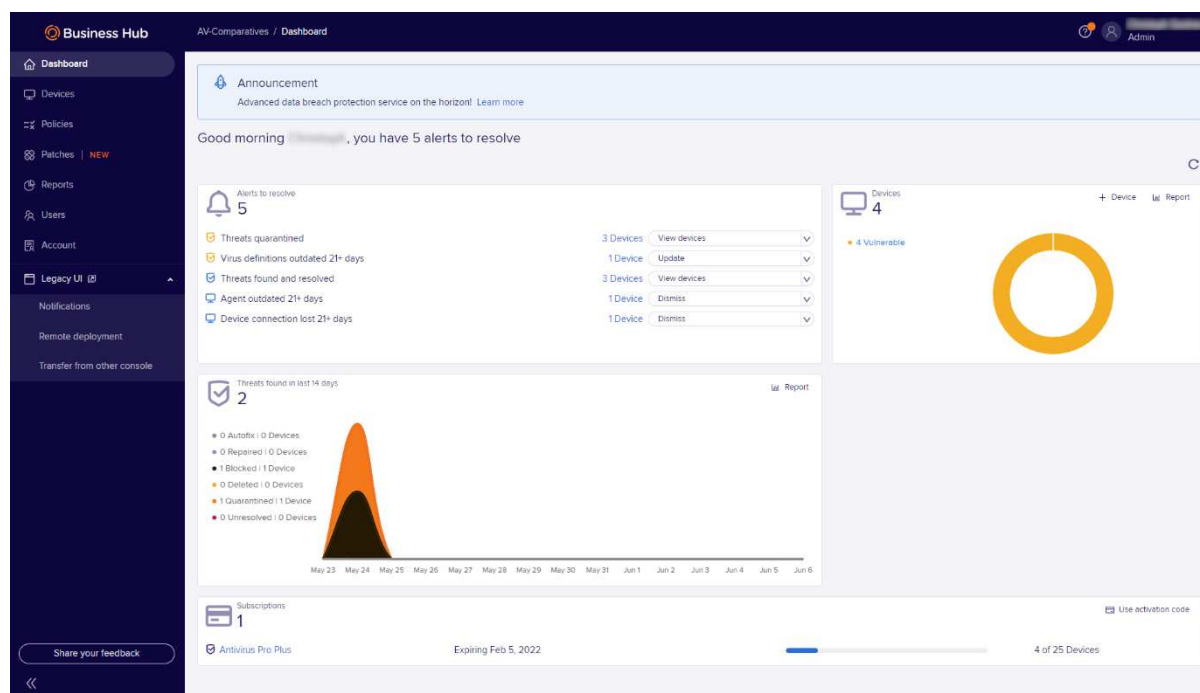 Business Hub
AV-Comparatives / Dashboard
Admin
Dashboard
Devices
Policies
Patches | NEW
Reports
Users
Account
Legacy UI
Notifications
Remote deployment
Transfer from other console
Share your feedback
Announcement
Advanced data breach protection service on the horizon! Learn more
Good morning , you have 5 alerts to resolve
Alerts to resolve
5
Threats quarantined 3 Devices View devices
Virus definitions outdated 21+ days 1 Device Update
Threats found and resolved 3 Devices View devices
Agent outdated 21+ days 1 Device Dismiss
Device connection lost 21+ days 1 Device Dismiss
Devices
4
+ Device Report
4 Vulnerable
Threats found in last 14 days
2
Report
0 Autofix | 0 Devices
0 Repaired | 0 Devices
1 Blocked | 1 Device
0 Deleted | 0 Devices
1 Quarantined | 1 Device
0 Unresolved | 0 Devices
May 23 May 24 May 25 May 26 May 27 May 28 May 29 May 30 May 31 Jun 1 Jun 2 Jun 3 Jun 4 Jun 5 Jun 6
Subscriptions
1
Use activation code
Antivirus Pro Plus Expiring Feb 5, 2022 4 of 25 Devices